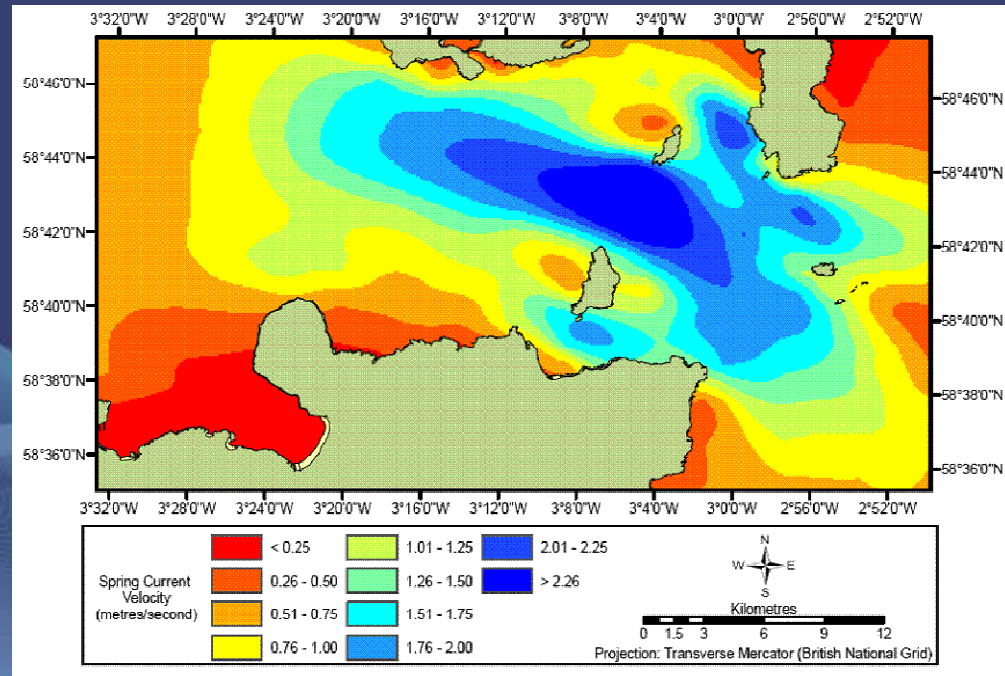 3°32'0"W 3°28'0"W 3°24'0"W 3°20'0"W 3°12'0"W 3°8'0"W 3°4'0"W 3°0'0"W 2°56'0"W 2°52'0"W
58°46'0"N 58°46'0"N
58°44'0"N 58°44'0"N
58°42'0"N 58°42'0"N
58°40'0"N 58°40'0"N
58°38'0"N 58°38'0"N
58°36'0"N 58°36'0"N
3°32'0"W 3°28'0"W 3°24'0"W 3°20'0"W 3°16'0"W 3°12'0"W 3°8'0"W 3°4'0"W 3°0'0"W 2°56'0"W 2°52'0"W
Spring Current
Velocity
(metres/second)
< 0.25
0.26 - 0.50
0.51 - 0.75
0.76 - 1.00
1.01 - 1.25
1.26 - 1.50
1.51 - 1.75
1.76 - 2.00
2.01 - 2.25
> 2.26
N
W E
S
Kilometres
0 1.5 3 6 9 12
Projection: Transverse Mercator (British National Grid)